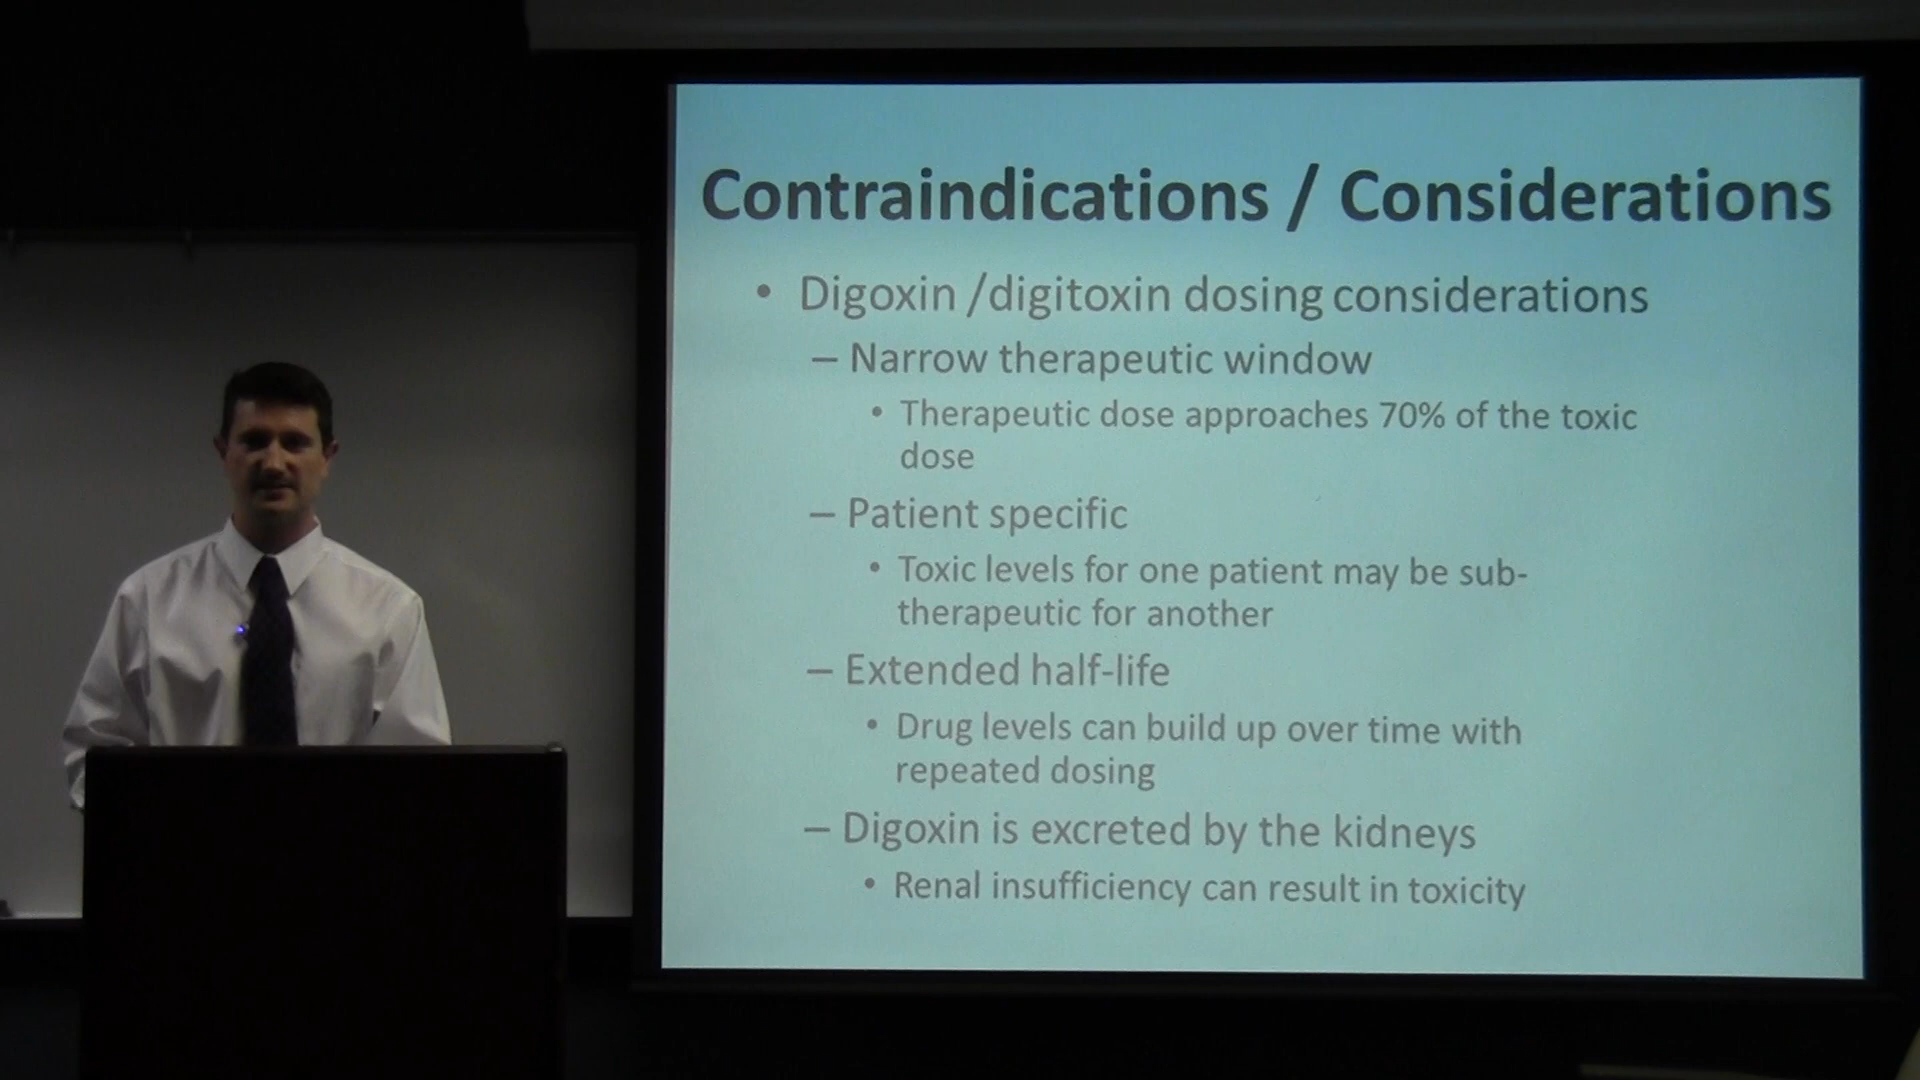 Contraindications / Considerations
• Digoxin /digitoxin dosing considerations
– Narrow therapeutic window
• Therapeutic dose approaches 70% of the toxic
dose
– Patient specific
• Toxic levels for one patient may be sub-
therapeutic for another
– Extended half-life
• Drug levels can build up over time with
repeated dosing
– Digoxin is excreted by the kidneys
• Renal insufficiency can result in toxicity